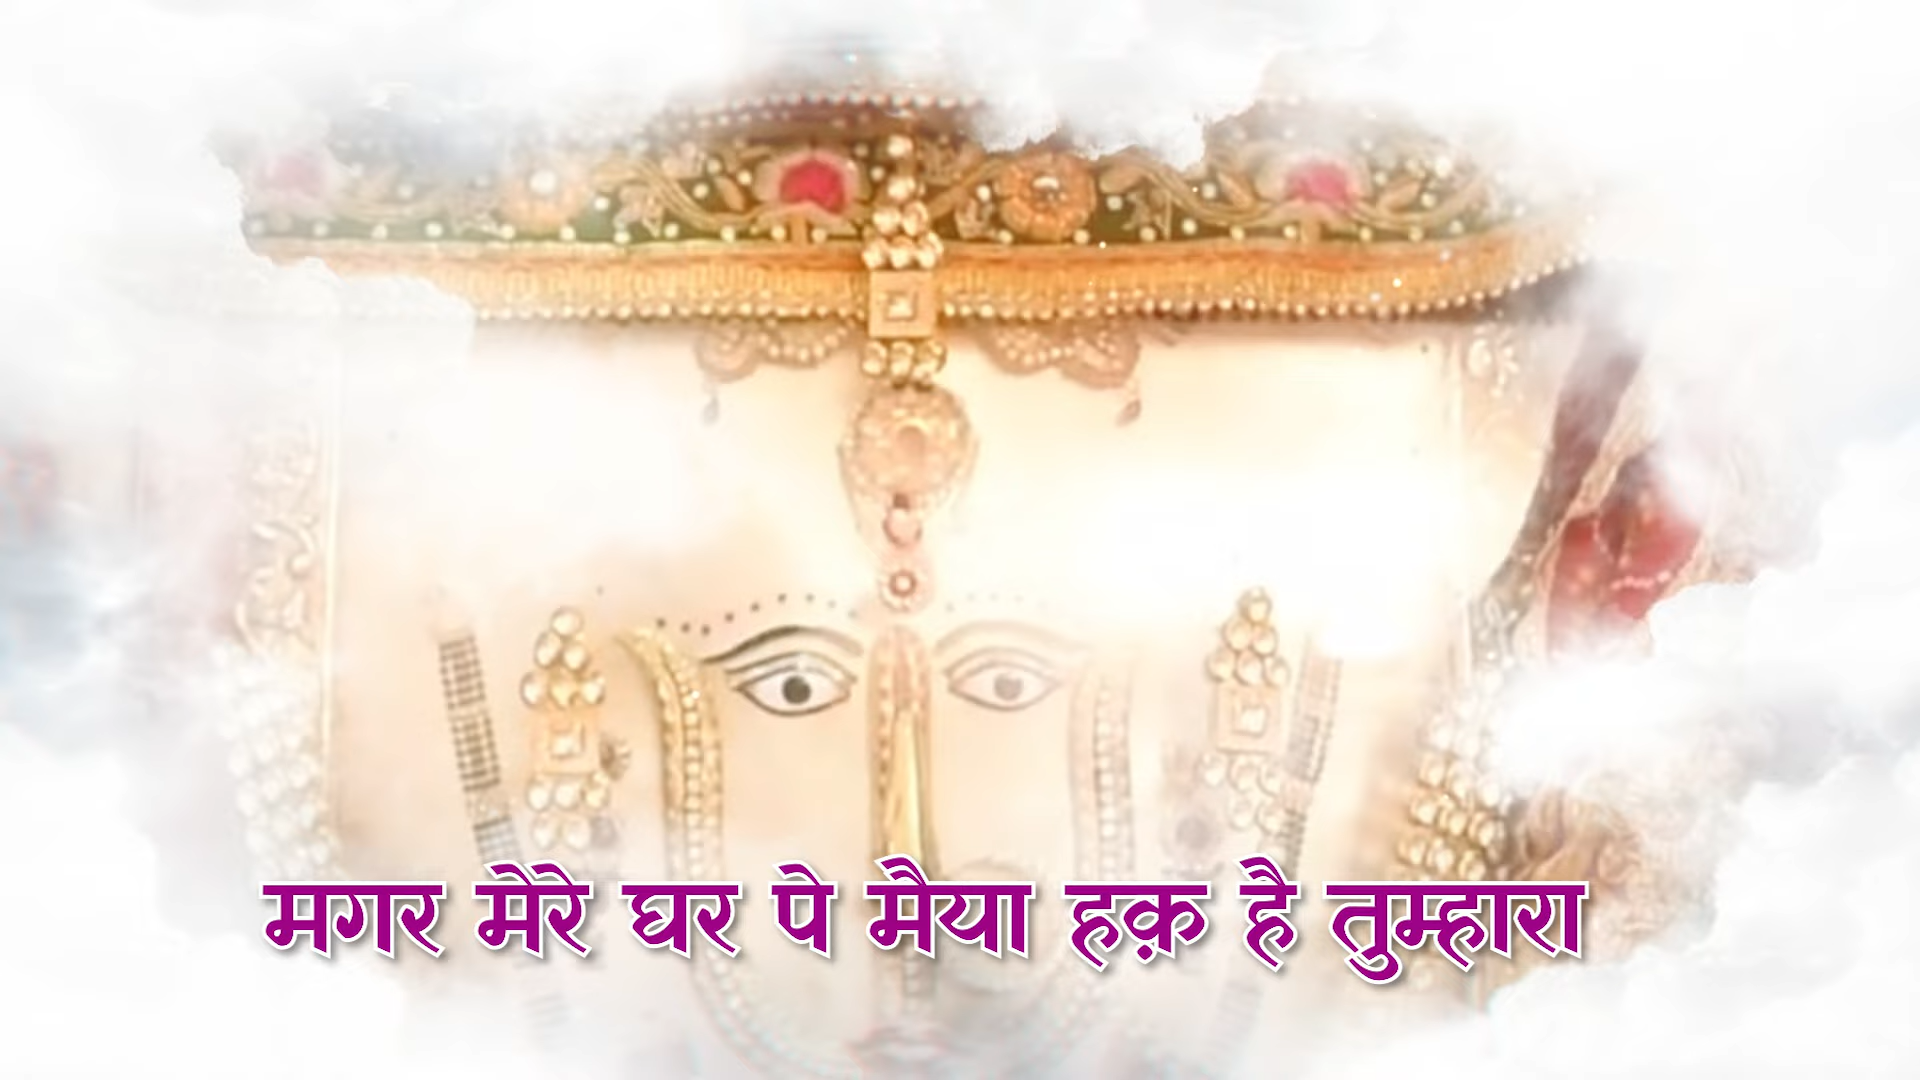 मगर मेरे घर पे मैया हक़ है तुम्हारा